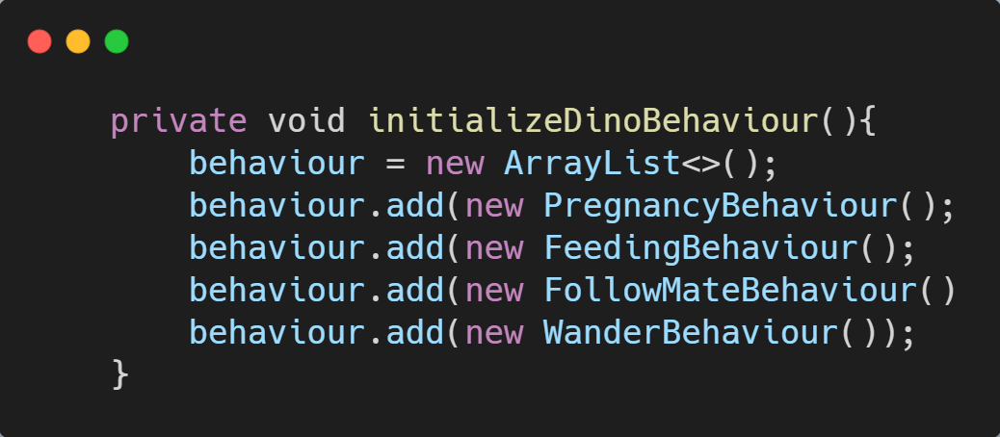 private void initializeDinoBehaviour(){
    behaviour = new ArrayList<>();
    behaviour.add(new PregnancyBehaviour();
    behaviour.add(new FeedingBehaviour();
    behaviour.add(new FollowMateBehaviour()
    behaviour.add(new WanderBehaviour());
}